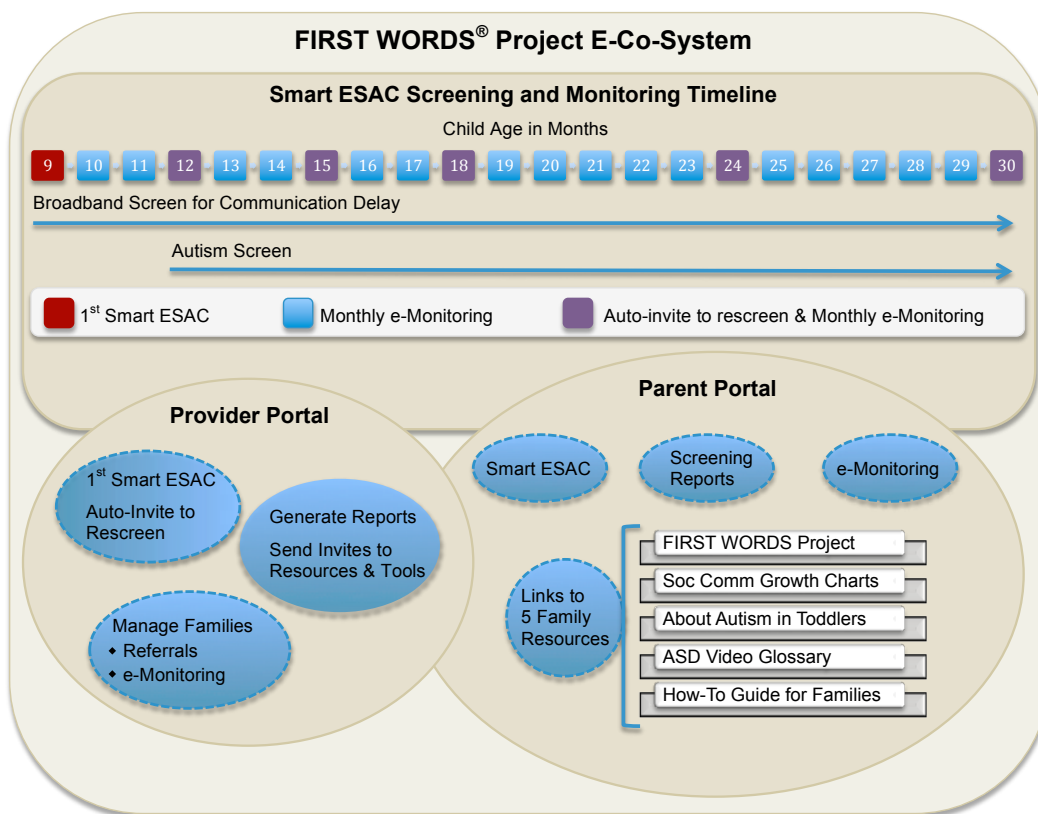 FIRST WORDS® Project E-Co-System
Smart ESAC Screening and Monitoring Timeline
Child Age in Months
9 10 11 12 13 14 15 16 17 18 19 20 21 22 23 24 25 26 27 28 29 30
Broadband Screen for Communication Delay
Autism Screen
1st Smart ESAC
Monthly e-Monitoring
Auto-invite to rescreen & Monthly e-Monitoring
Provider Portal
1st Smart ESAC
Auto-Invite to
Rescreen
Generate Reports
Send Invites to
Resources & Tools
Manage Families
◆ Referrals
◆ e-Monitoring
Parent Portal
Smart ESAC
Screening
Reports
e-Monitoring
Links to
5 Family
Resources
FIRST WORDS Project
Soc Comm Growth Charts
About Autism in Toddlers
ASD Video Glossary
How-To Guide for Families